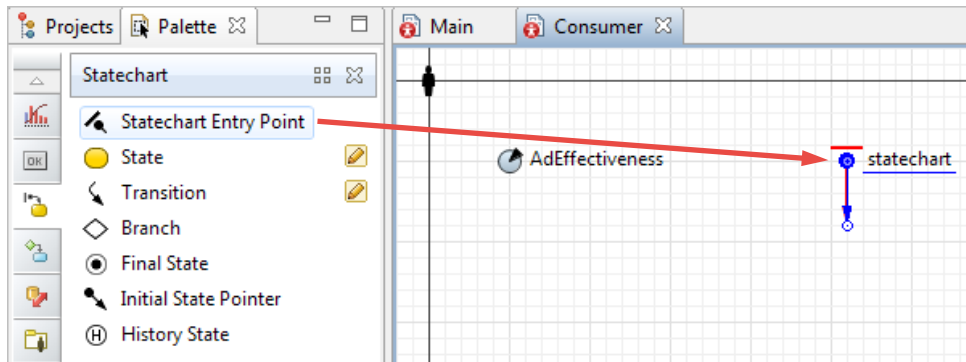 Projects Palette
Main Consumer
Statechart
OK
Statechart Entry Point
State
Transition
Branch
Final State
Initial State Pointer
H History State
AdEffectiveness
statechart